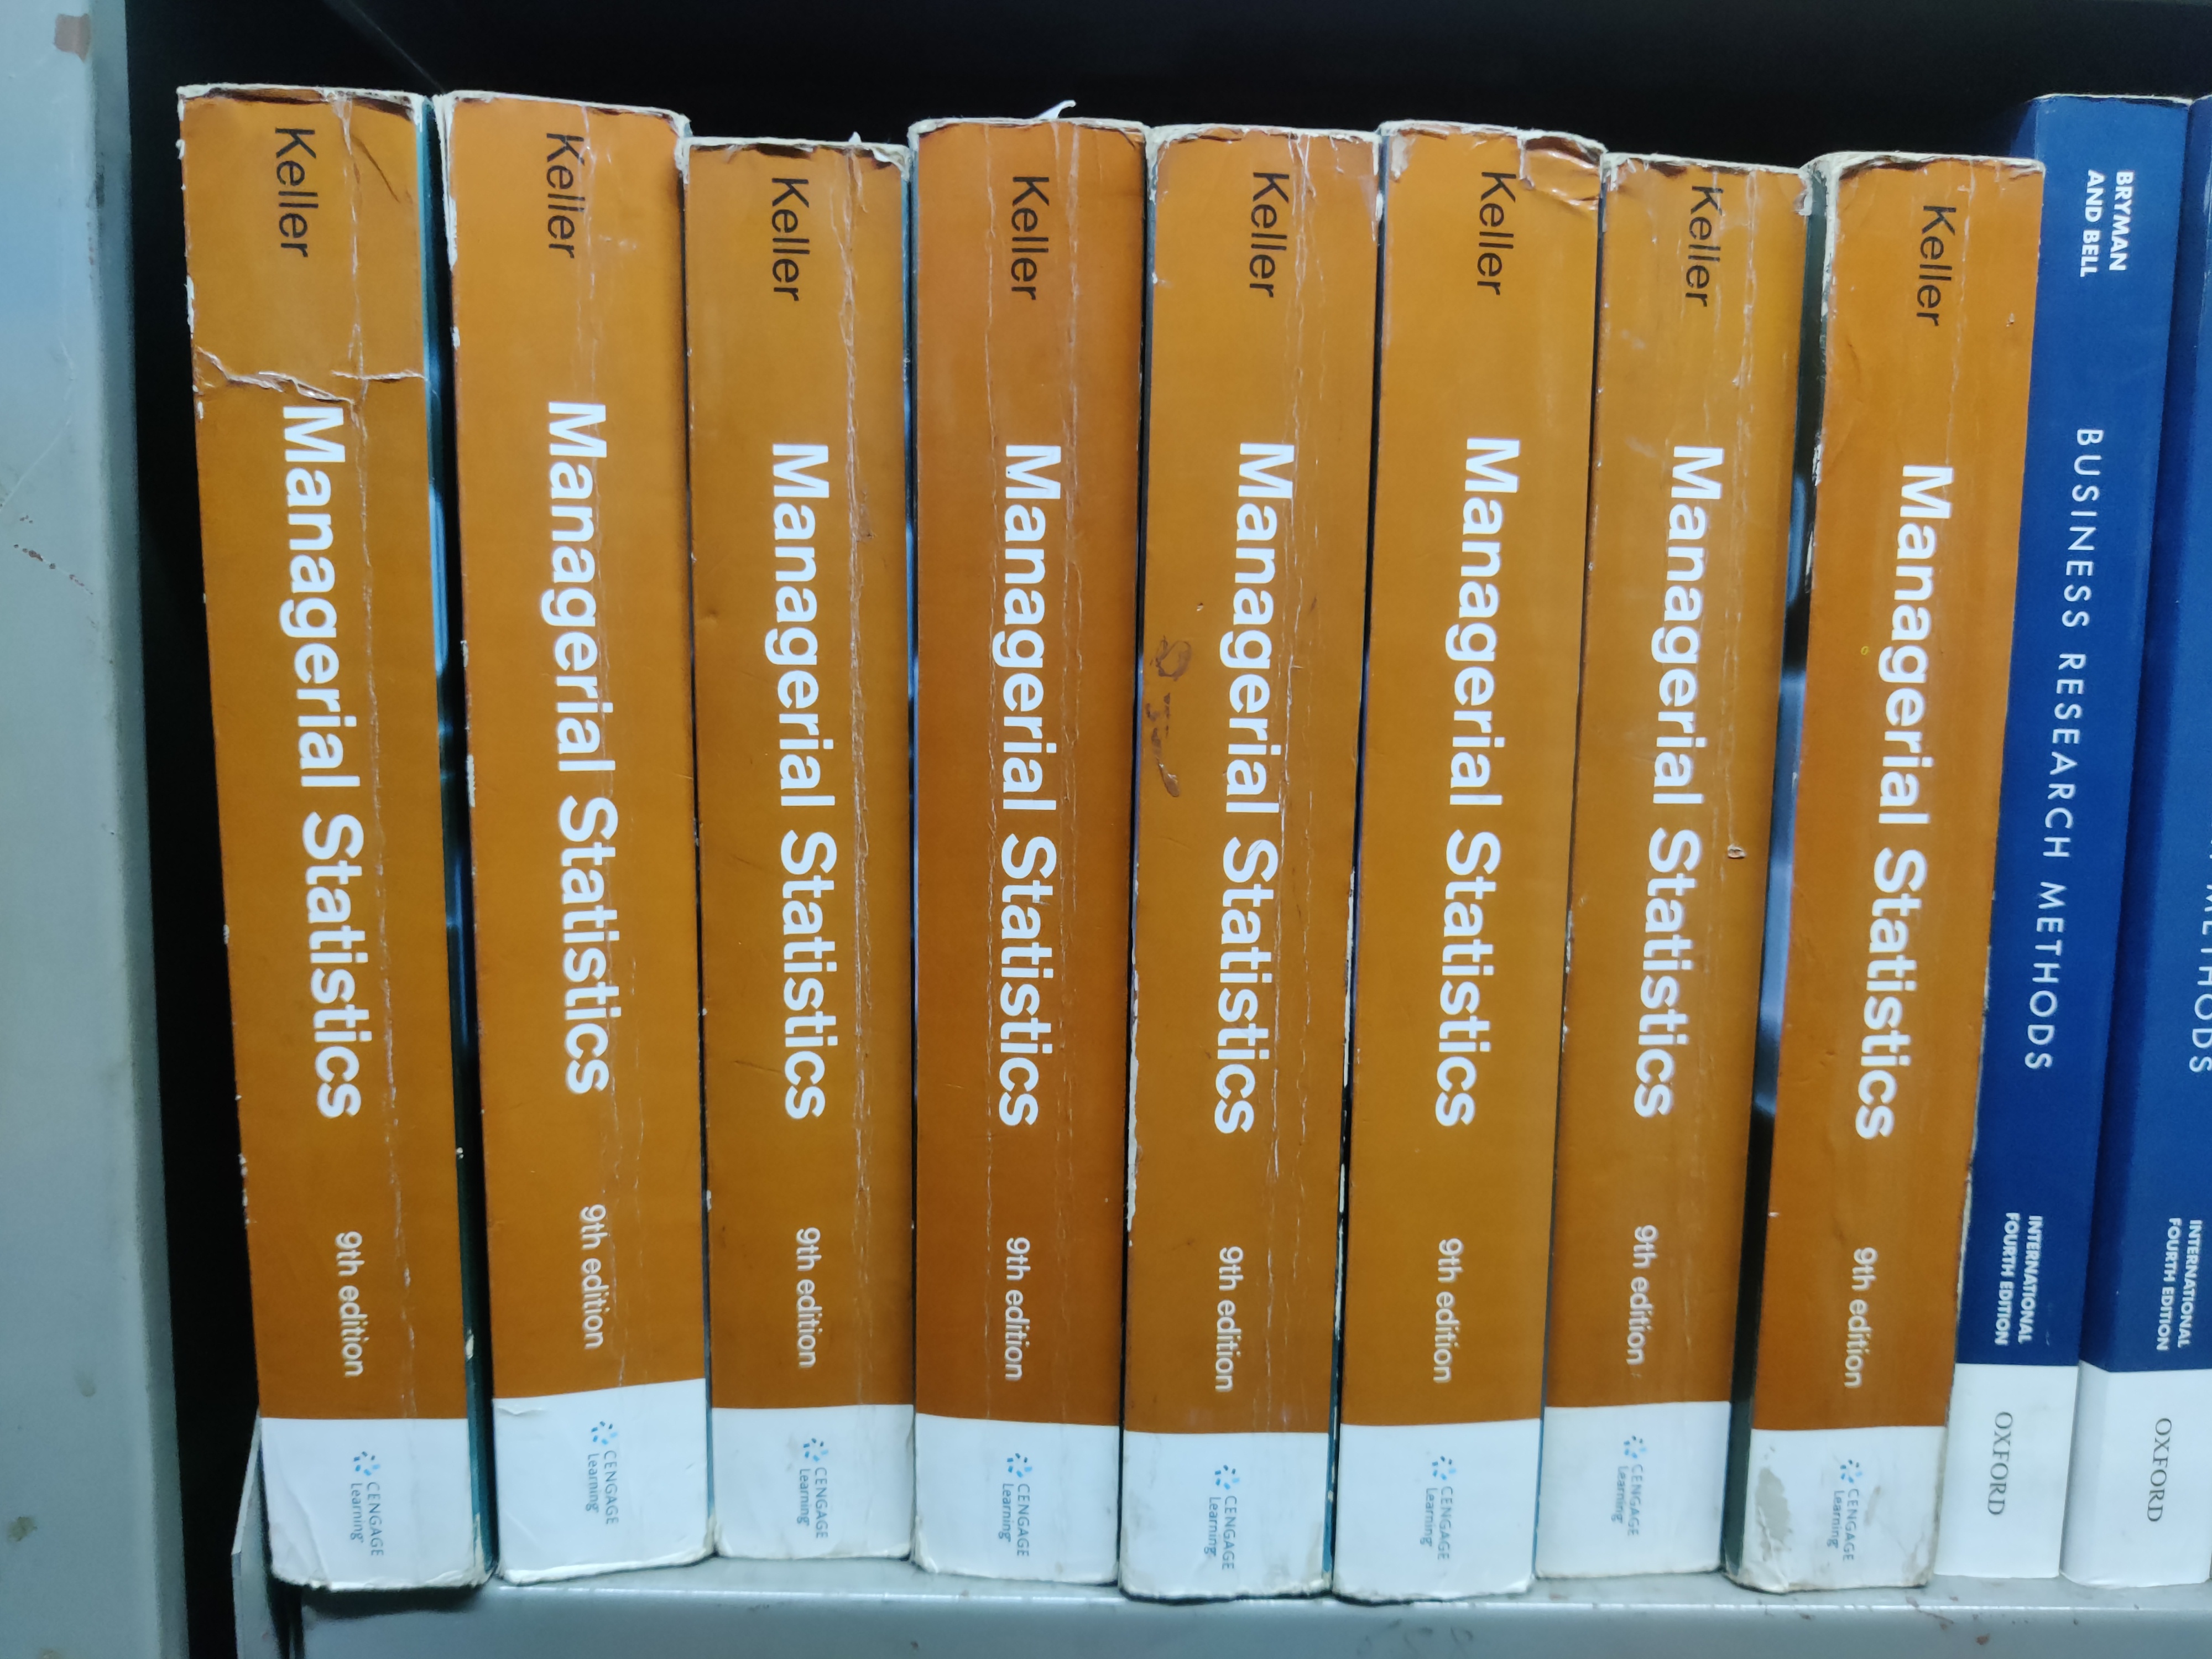 Keller
Managerial Statistics
9th edition
CENGAGE
Learning
Keller
Managerial Statistics
9th edition
CENGAGE
Learning
Keller
Managerial Statistics
9th edition
CENGAGE
Learning
Keller
Managerial Statistics
9th edition
CENGAGE
Learning
Keller
Managerial Statistics
9th edition
CENGAGE
Learning
Keller
Managerial Statistics
9th edition
CENGAGE
Learning
Keller
Managerial Statistics
9th edition
CENGAGE
Learning
Keller
Managerial Statistics
9th edition
CENGAGE
Learning
BRYMAN
AND BELL
BUSINESS RESEARCH METHODS
INTERNATIONAL
FOURTH EDITION
OXFORD
METHODS
INTERNATIONAL
FOURTH EDITION
OXFORD